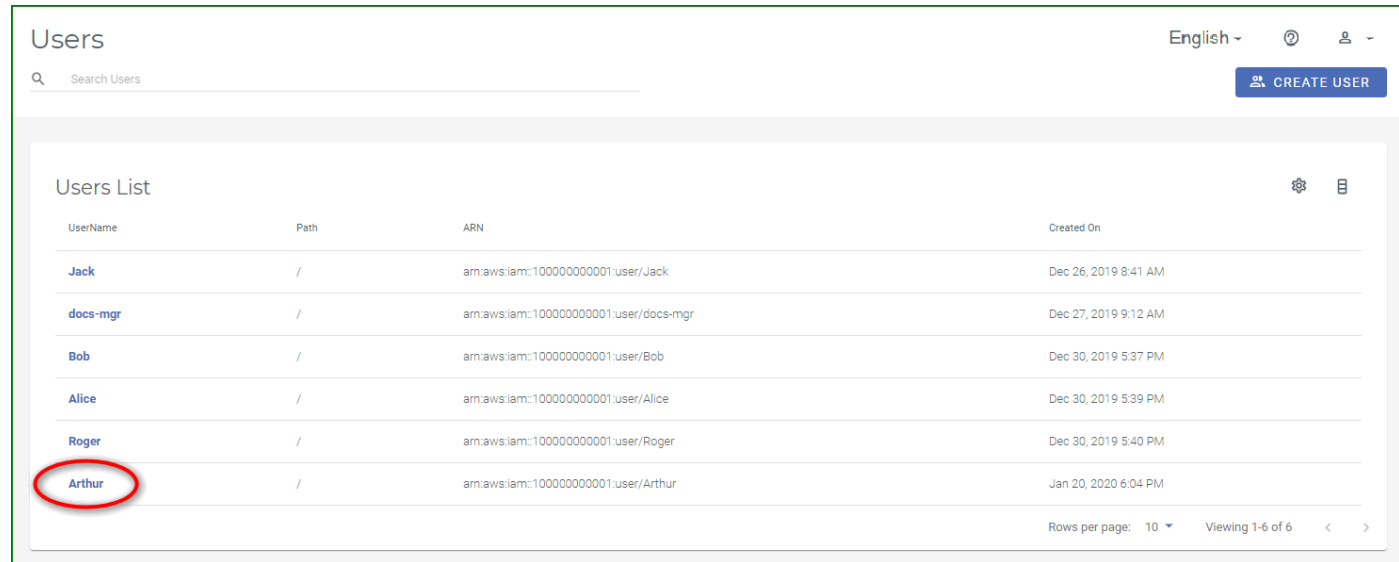 Users
English
Search Users
CREATE USER
Users List
UserName Path ARN Created On
Jack / arn:aws:iam::100000000001:user/Jack Dec 26, 2019 8:41 AM
docs-mgr / arn:aws:iam::100000000001:user/docs-mgr Dec 27, 2019 9:12 AM
Bob / arn:aws:iam::100000000001:user/Bob Dec 30, 2019 5:37 PM
Alice / arn:aws:iam::100000000001:user/Alice Dec 30, 2019 5:39 PM
Roger / arn:aws:iam::100000000001:user/Roger Dec 30, 2019 5:40 PM
Arthur / arn:aws:iam::100000000001:user/Arthur Jan 20, 2020 6:04 PM
Rows per page: 10 Viewing 1-6 of 6 < >